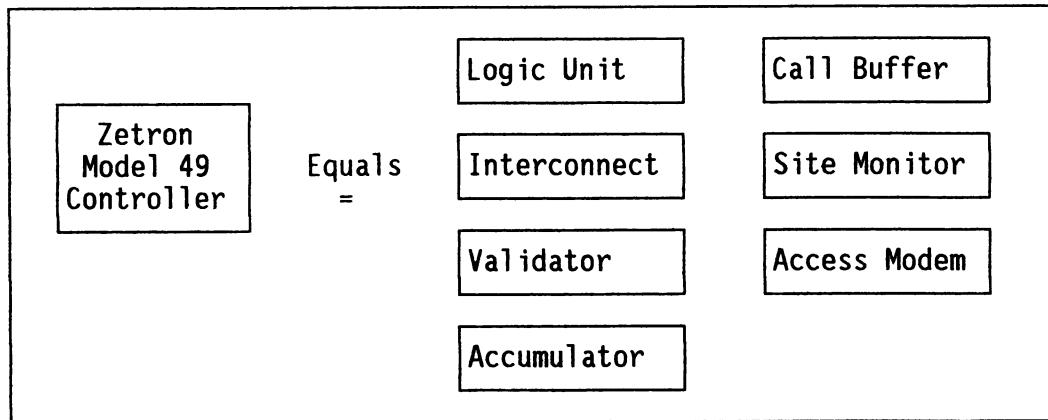 Zetron
Model 49
Controller
Equals
=
Logic Unit
Interconnect
Validator
Accumulator
Call Buffer
Site Monitor
Access Modem